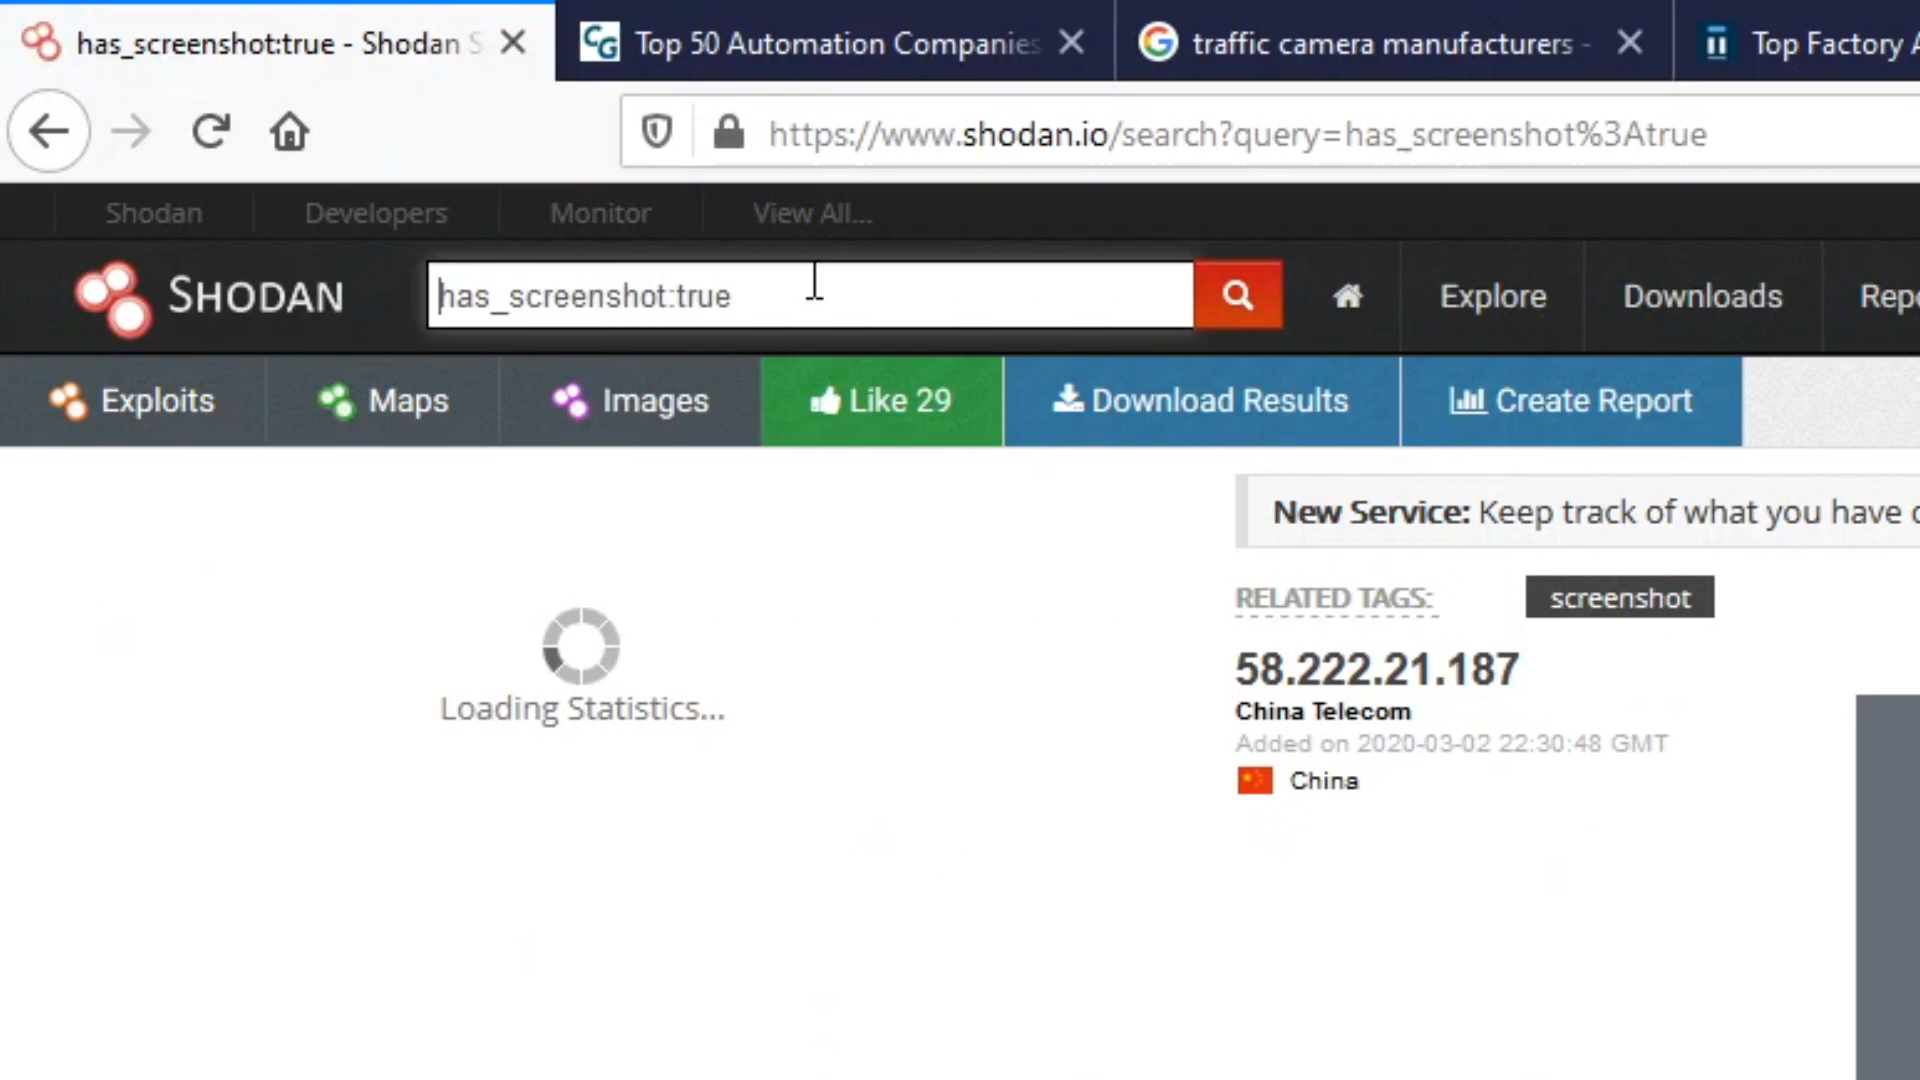 has_screenshot:true - Shodan S
Top 50 Automation Companies
traffic camera manufacturers -
Top Factory A
https://www.shodan.io/search?query=has_screenshot%3Atrue
Shodan
Developers
Monitor
View All...
SHODAN
has_screenshot:true
Explore
Downloads
Repo
Exploits
Maps
Images
Like 29
Download Results
Create Report
New Service: Keep track of what you have c
RELATED TAGS:
screenshot
58.222.21.187
China Telecom
Added on 2020-03-02 22:30:48 GMT
China
Loading Statistics...